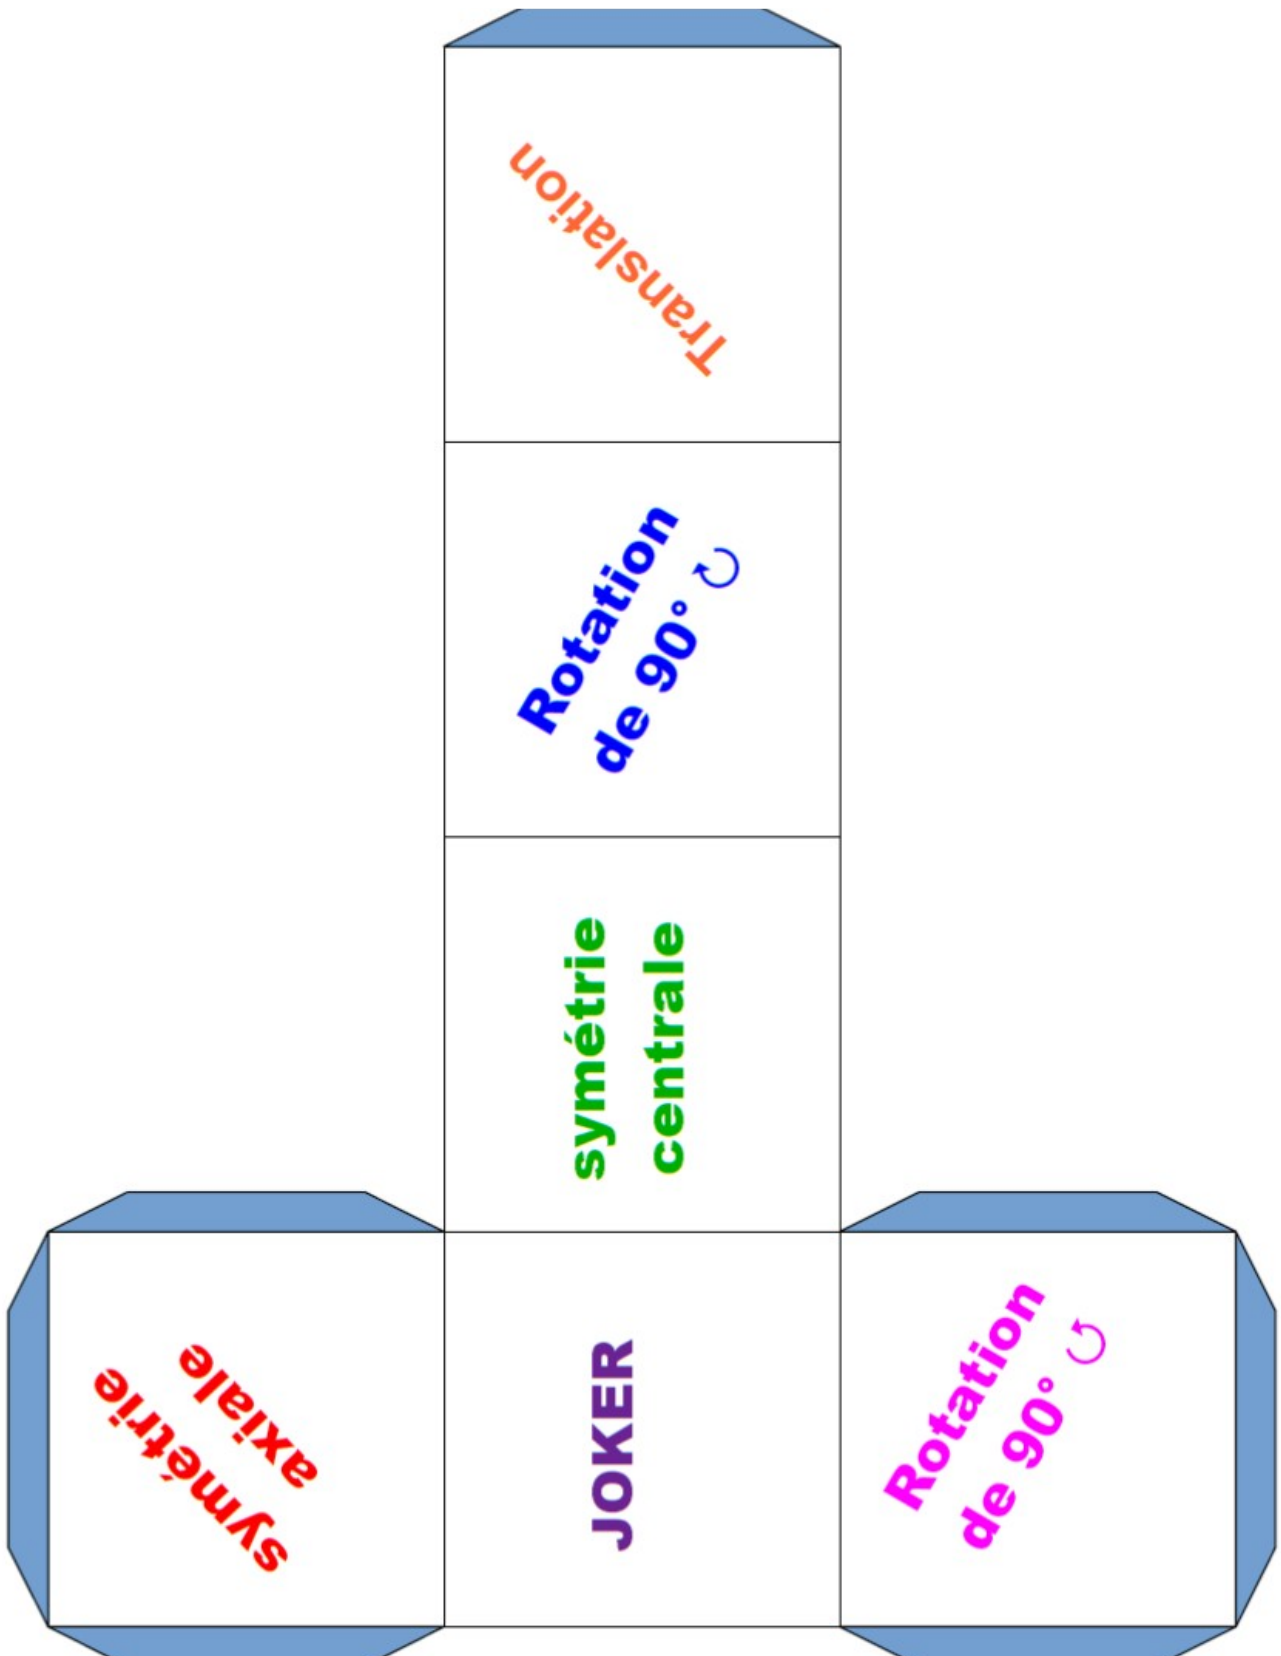 Translation
Rotation
de 90° ↻
symétrie
centrale
symétrie
axiale
JOKER
Rotation
de 90° ↺